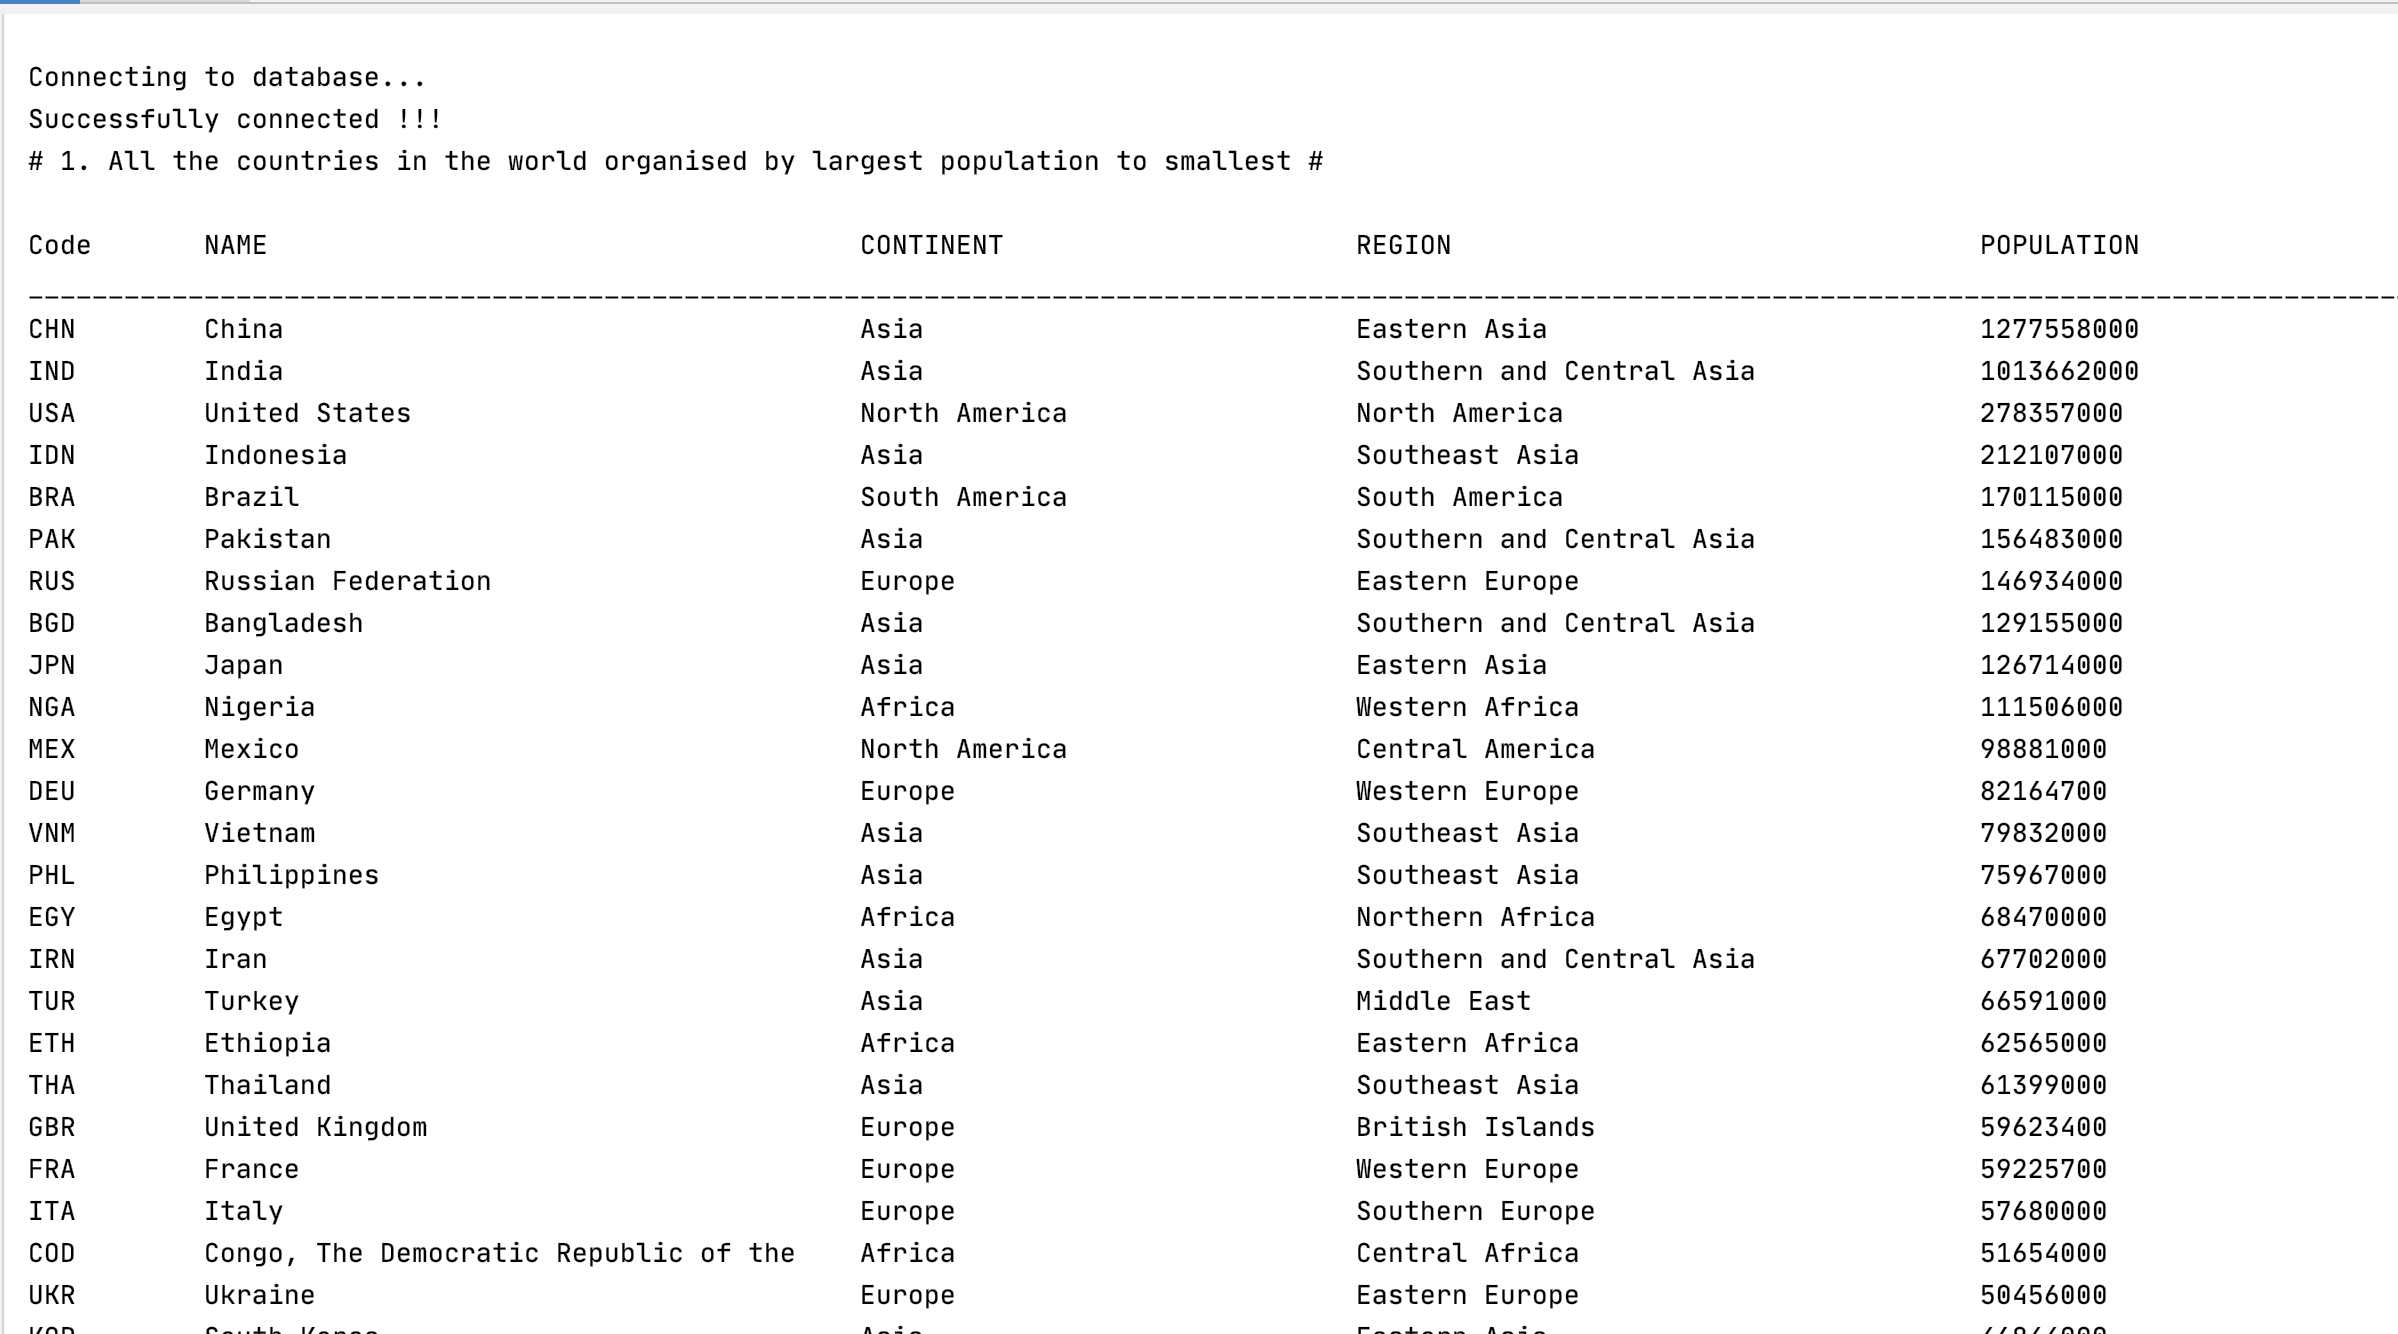 Connecting to database...
Successfully connected !!!
# 1. All the countries in the world organised by largest population to smallest #
Code NAME CONTINENT REGION POPULATION
CHN China Asia Eastern Asia 1277558000
IND India Asia Southern and Central Asia 1013662000
USA United States North America North America 278357000
IDN Indonesia Asia Southeast Asia 212107000
BRA Brazil South America South America 170115000
PAK Pakistan Asia Southern and Central Asia 156483000
RUS Russian Federation Europe Eastern Europe 146934000
BGD Bangladesh Asia Southern and Central Asia 129155000
JPN Japan Asia Eastern Asia 126714000
NGA Nigeria Africa Western Africa 111506000
MEX Mexico North America Central America 98881000
DEU Germany Europe Western Europe 82164700
VNM Vietnam Asia Southeast Asia 79832000
PHL Philippines Asia Southeast Asia 75967000
EGY Egypt Africa Northern Africa 68470000
IRN Iran Asia Southern and Central Asia 67702000
TUR Turkey Asia Middle East 66591000
ETH Ethiopia Africa Eastern Africa 62565000
THA Thailand Asia Southeast Asia 61399000
GBR United Kingdom Europe British Islands 59623400
FRA France Europe Western Europe 59225700
ITA Italy Europe Southern Europe 57680000
COD Congo, The Democratic Republic of the Africa Central Africa 51654000
UKR Ukraine Europe Eastern Europe 50456000
KOR South Korea Asia Eastern Asia